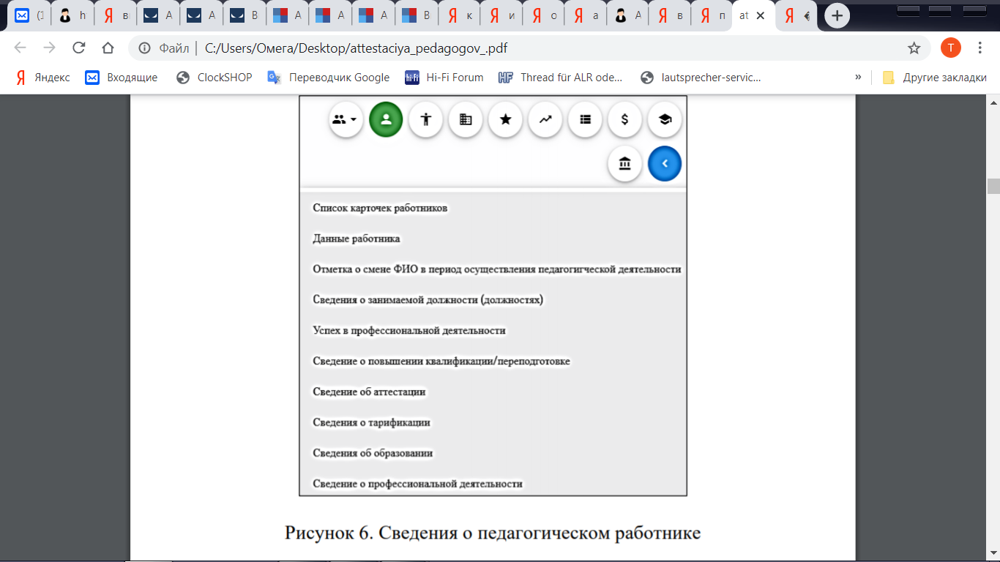 (1
h
в
A
A
B
A
A
A
B
к
и
о
а
A
в
п
at
Файл | C:/Users/Омега/Desktop/attestaciya_pedagogov_.pdf
T
Яндекс Входящие ClockSHOP Переводчик Google Hi-Fi Forum Thread für ALR ode... lautsprecher-servic... » Другие закладки
Список карточек работников
Данные работника
Отметка о смене ФИО в период осуществления педагогигческой деятельности
Сведения о занимаемой должности (должностях)
Успех в профессиональной деятельности
Сведение о повышении квалификации/переподготовке
Сведение об аттестации
Сведения о тарификации
Сведения об образовании
Сведение о профессиональной деятельности
Рисунок 6. Сведения о педагогическом работнике